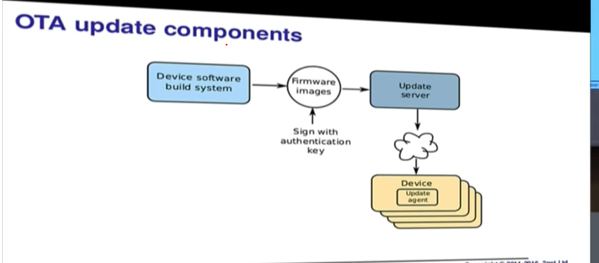 OTA update components
Device software
build system
Firmware
images
Update
server
Sign with
authentication
key
Device
Update
agent